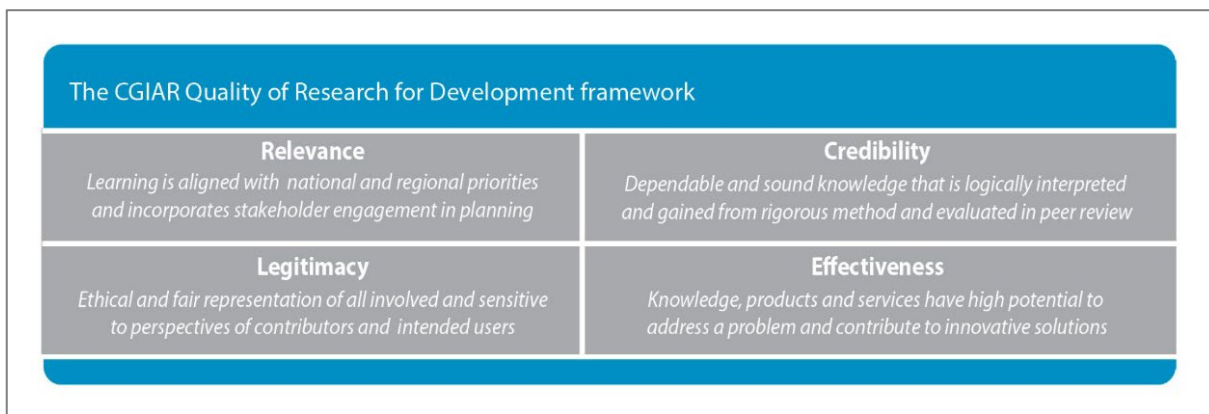 The CGIAR Quality of Research for Development framework
Relevance
Learning is aligned with national and regional priorities
and incorporates stakeholder engagement in planning
Credibility
Dependable and sound knowledge that is logically interpreted
and gained from rigorous method and evaluated in peer review
Legitimacy
Ethical and fair representation of all involved and sensitive
to perspectives of contributors and intended users
Effectiveness
Knowledge, products and services have high potential to
address a problem and contribute to innovative solutions